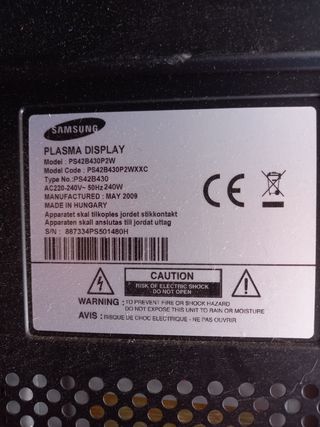 SAMSUNG
PLASMA DISPLAY
Model : PS42B430P2W
Model Code : PS42B430P2WXXC
Type No.:PS42B430
AC220-240V~ 50Hz 240W
MANUFACTURED : MAY 2009
MADE IN HUNGARY
Apparatet skal tilkoples jordet stikkontakt
Apparaten skall anslutas till jordat uttag
S/N : 887334PS501480H
CE
CAUTION
RISK OF ELECTRIC SHOCK
DO NOT OPEN
WARNING : TO PREVENT FIRE OR SHOCK HAZARD
DO NOT EXPOSE THIS UNIT TO RAIN OR MOISTURE
AVIS : RISQUE DE CHOC ELECTRIQUE - NE PAS OUVRIR